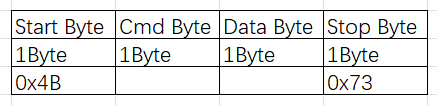 Start Byte Cmd Byte Data Byte Stop Byte
1Byte 1Byte 1Byte 1Byte
0x4B 0x73